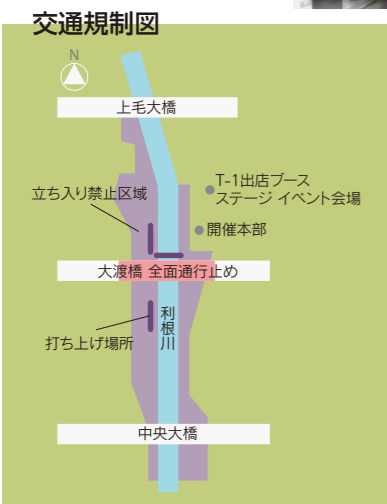 交通規制図
N
上毛大橋
T-1出店ブース
ステージ イベント会場
立ち入り禁止区域
開催本部
大渡橋 全面通行止め
利根川
打ち上げ場所
中央大橋